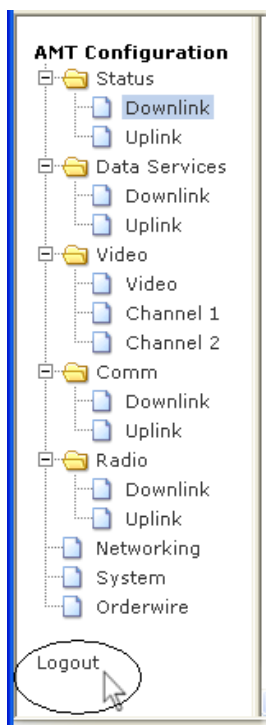 AMT Configuration
Status
Downlink
Uplink
Data Services
Downlink
Uplink
Video
Video
Channel 1
Channel 2
Comm
Downlink
Uplink
Radio
Downlink
Uplink
Networking
System
Orderwire
Logout